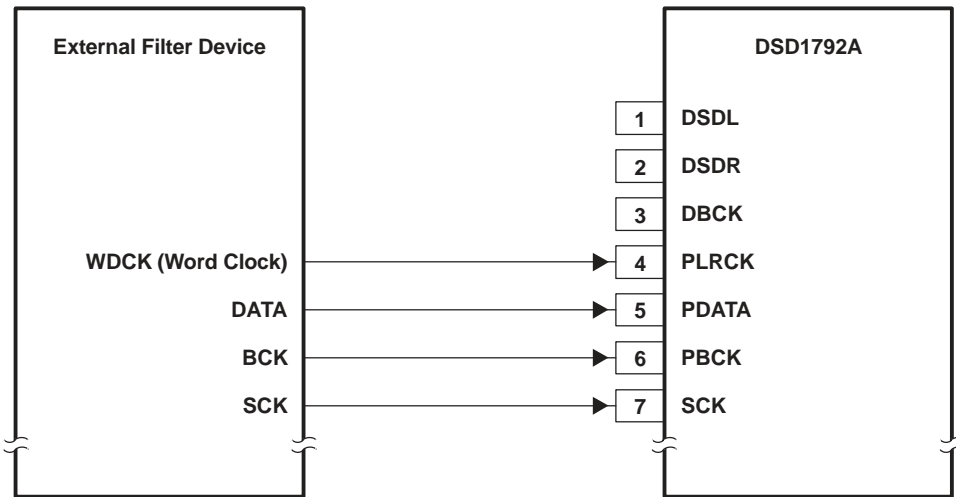 External Filter Device
DSD1792A
1 DSDL
2 DSDR
3 DBCK
WDCK (Word Clock) 4 PLRCK
DATA 5 PDATA
BCK 6 PBCK
SCK 7 SCK